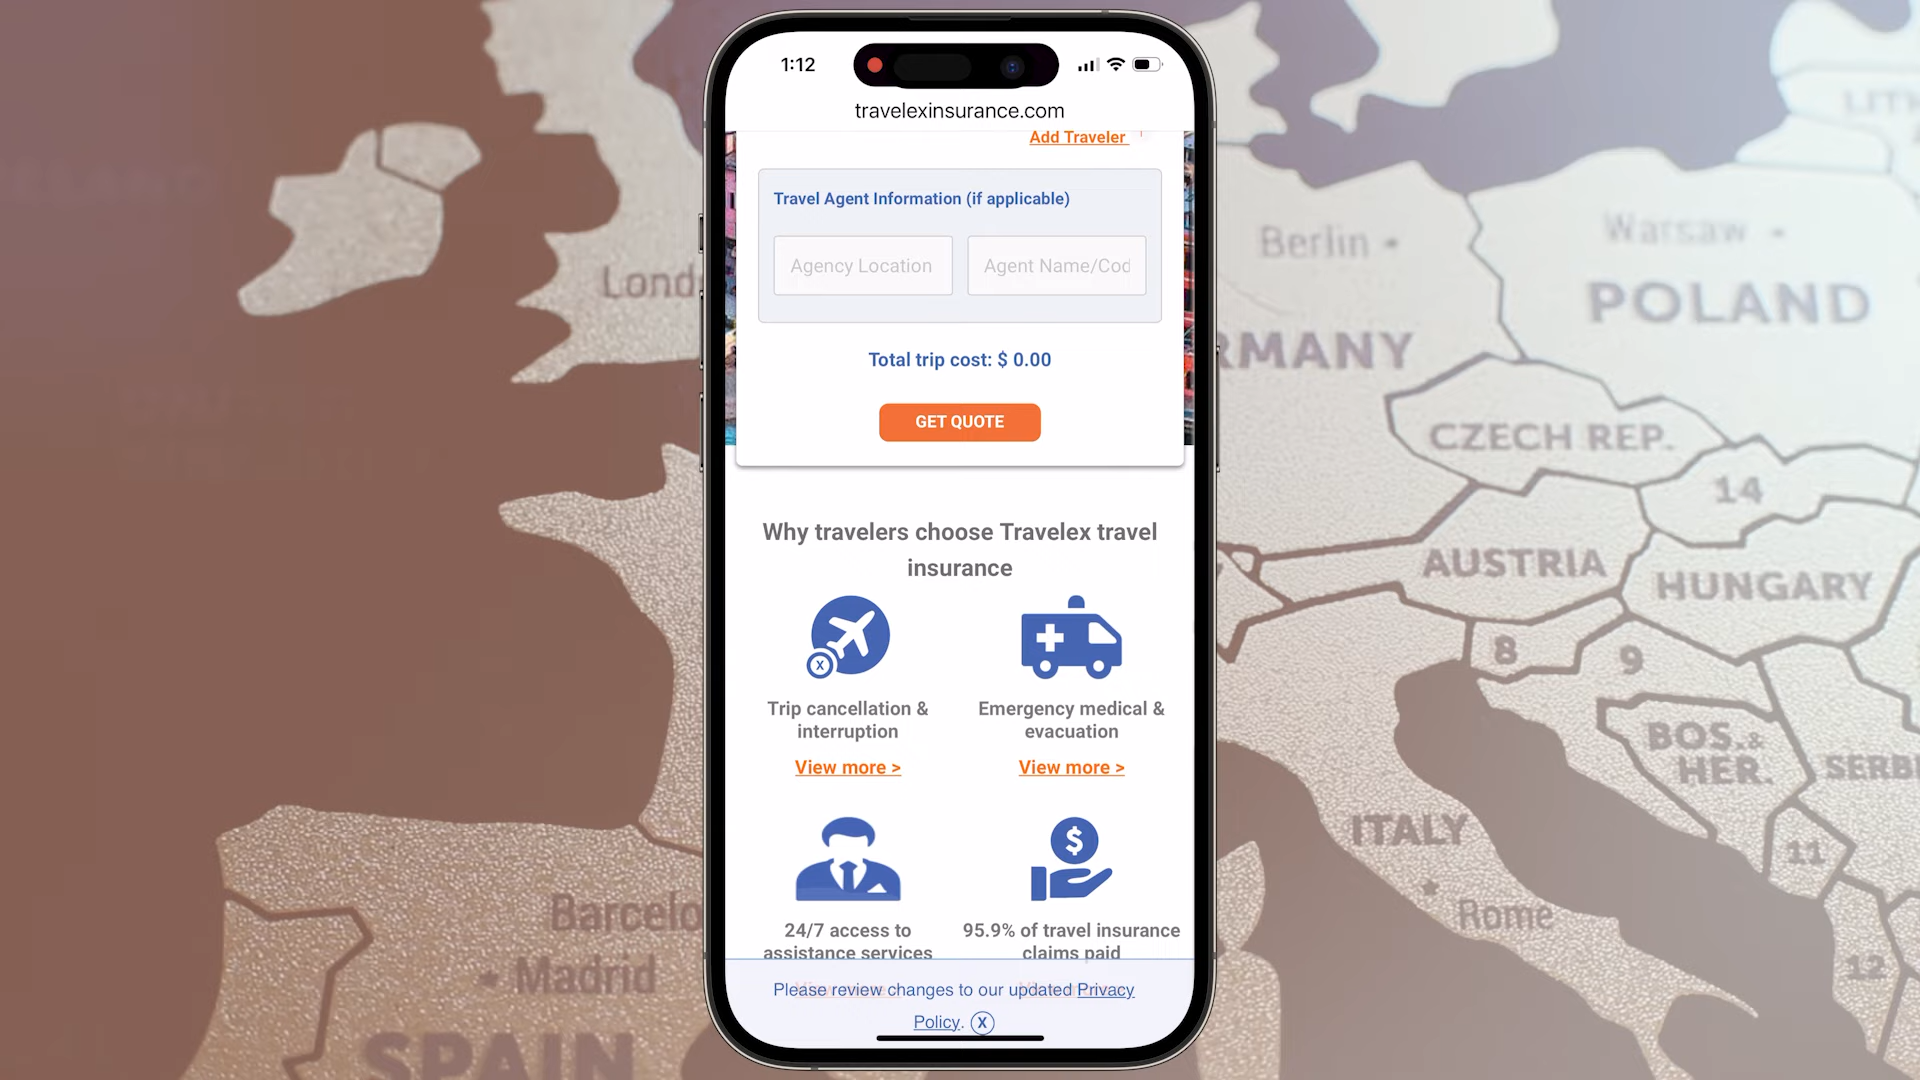 1:12
travelexinsurance.com
Add Traveler
Travel Agent Information (if applicable)
Agency Location
Agent Name/Cod
Total trip cost: $ 0.00
GET QUOTE
Why travelers choose Travelex travel
insurance
X
Trip cancellation &
interruption
Emergency medical &
evacuation
View more >
View more >
$
24/7 access to
assistance services
95.9% of travel insurance
claims paid
Please review changes to our updated Privacy
Policy. X
Lond
Berlin
Warsaw
POLAND
RMANY
LITH
CZECH REP.
14
AUSTRIA
HUNGARY
8
9
BOS.&
HER.
SERB
ITALY
11
Rome
12
Barcelo
Madrid
SPAIN